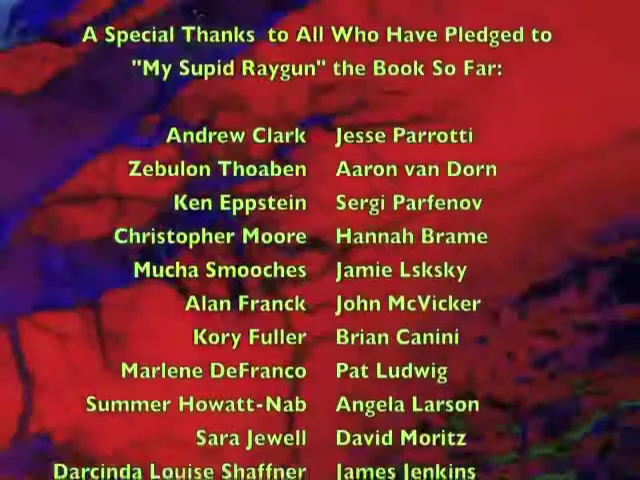 A Special Thanks to All Who Have Pledged to
"My Supid Raygun" the Book So Far:
Andrew Clark Jesse Parrotti
Zebulon Thoaben Aaron van Dorn
Ken Eppstein Sergi Parfenov
Christopher Moore Hannah Brame
Mucha Smooches Jamie Lsksky
Alan Franck John McVicker
Kory Fuller Brian Canini
Marlene DeFranco Pat Ludwig
Summer Howatt-Nab Angela Larson
Sara Jewell David Moritz
Darcinda Louise Shaffner James Jenkins